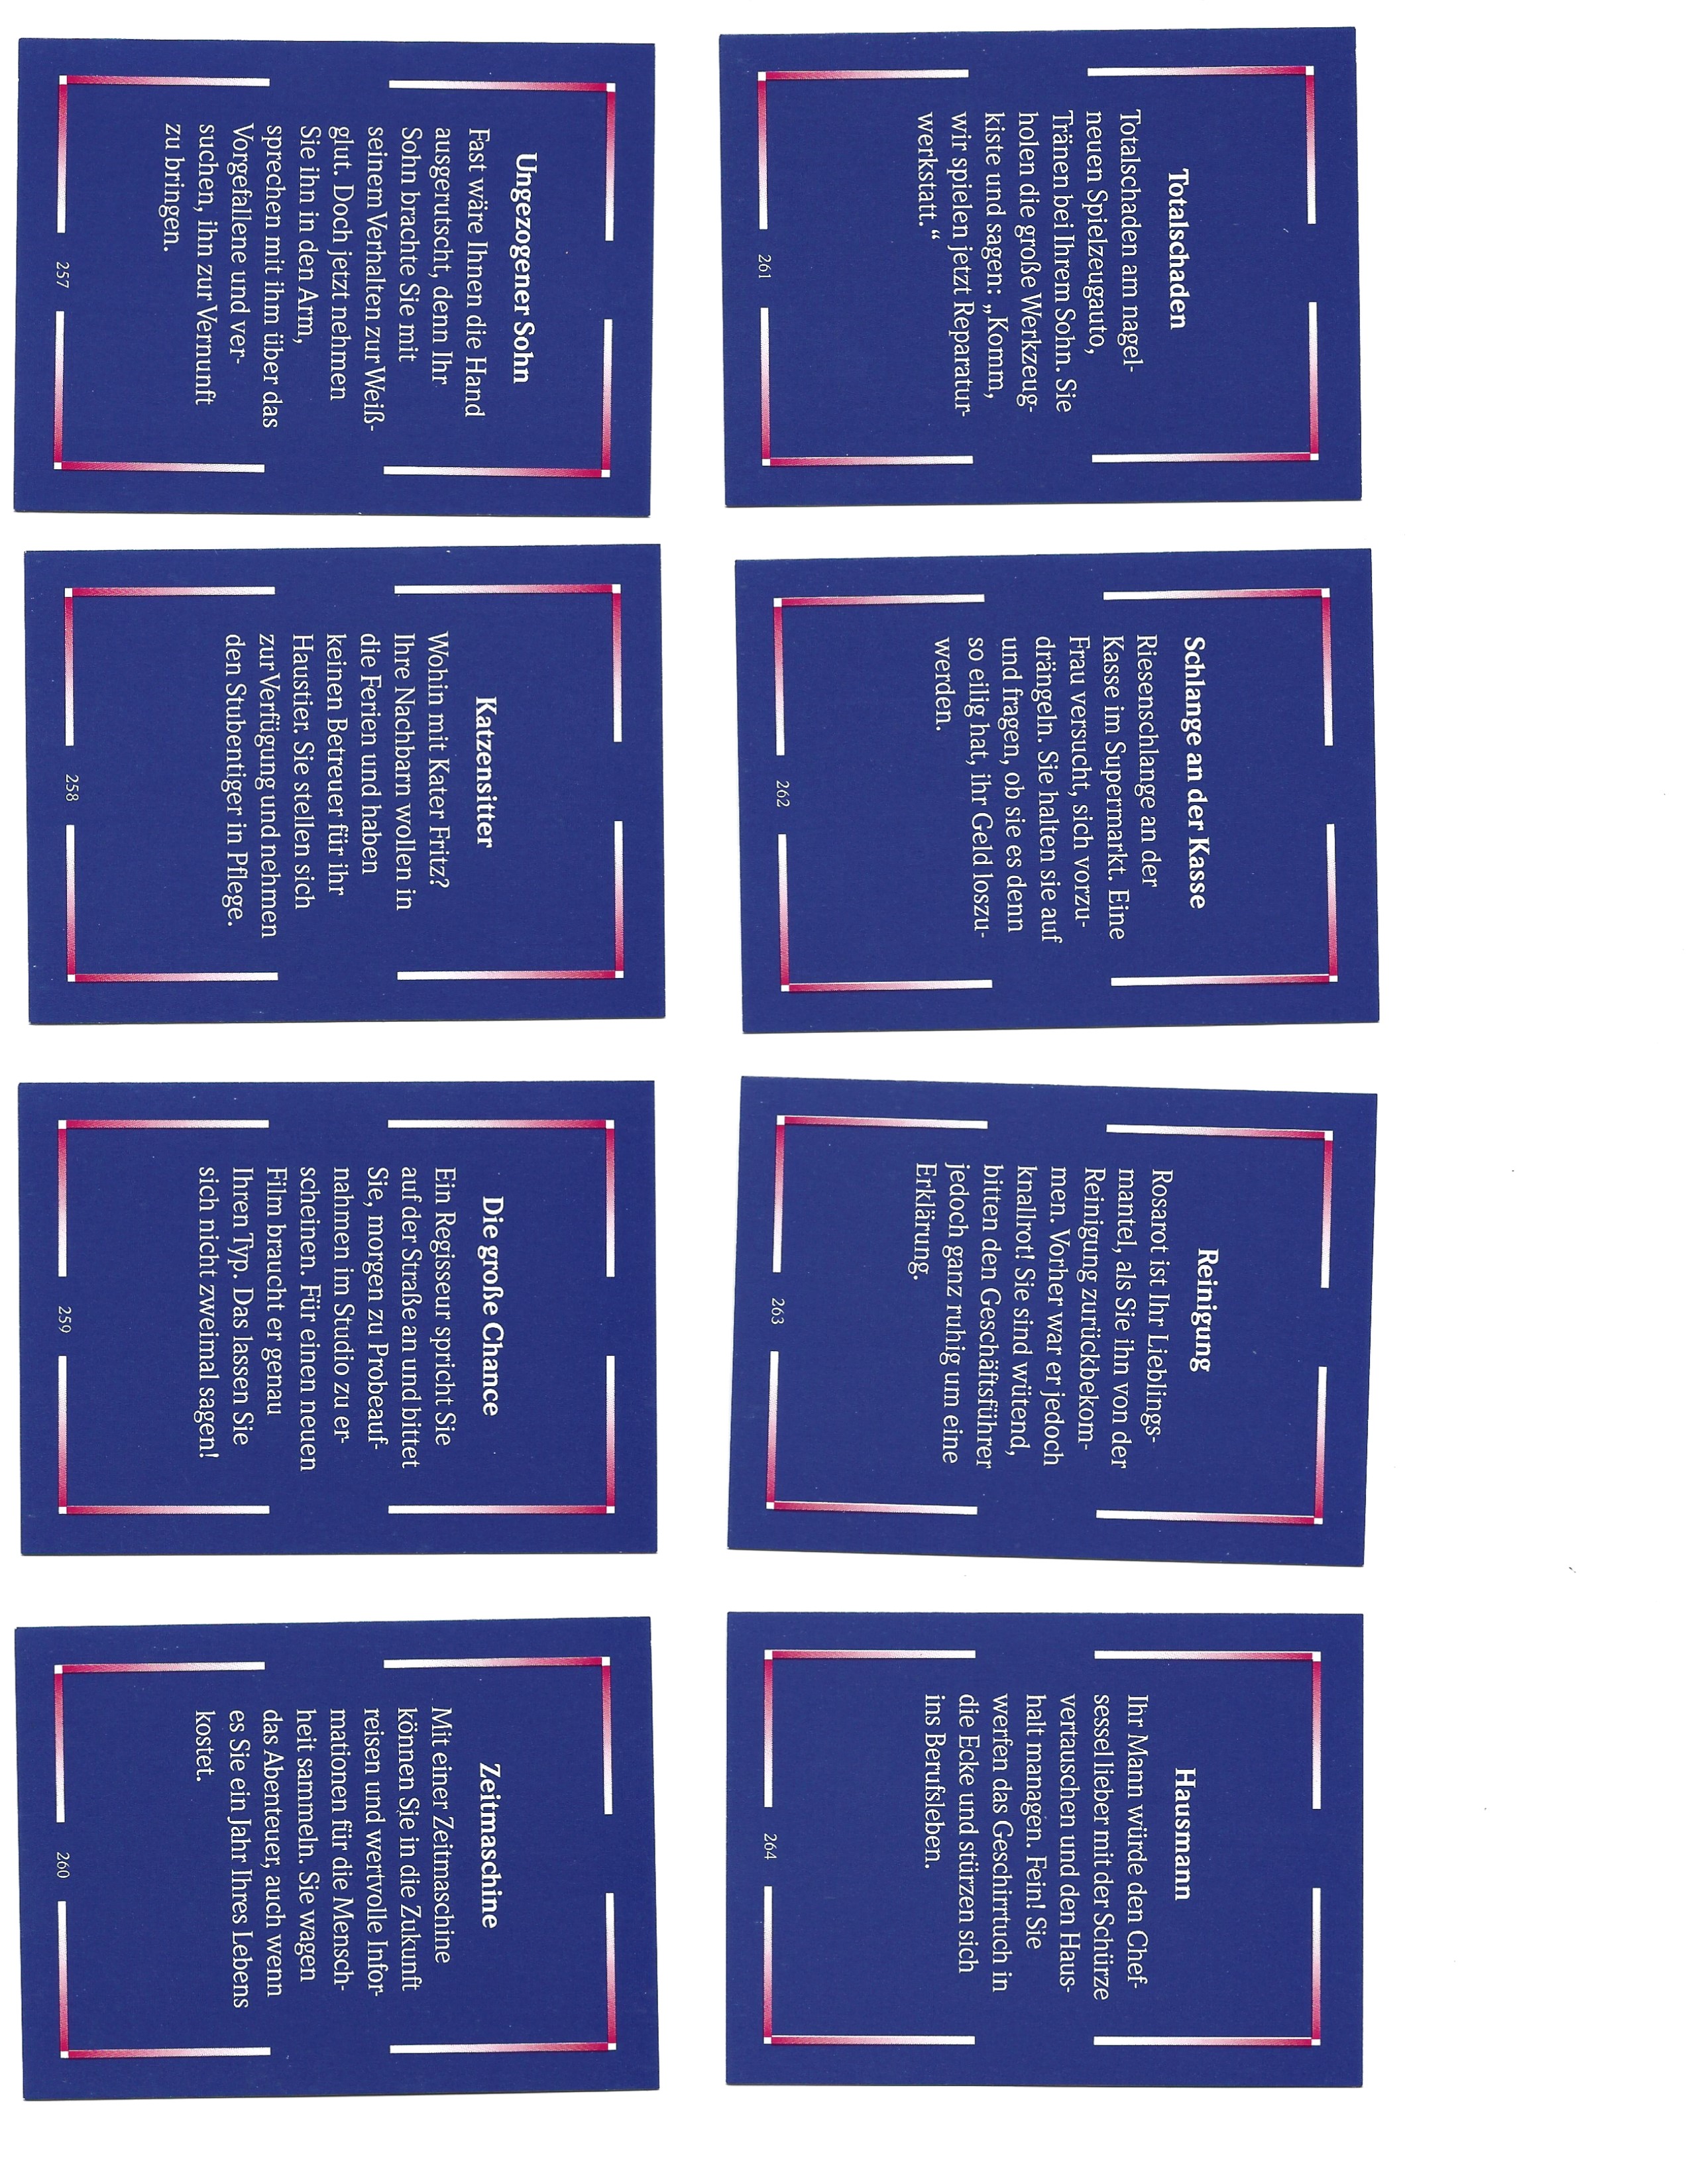 Ungezogener Sohn
Fast wäre Ihnen die Hand
ausgerutscht, denn Ihr
Sohn brachte Sie mit
seinem Verhalten zur Weiß-
glut. Doch jetzt nehmen
Sie ihn in den Arm,
sprechen mit ihm über das
Vorgefallene und ver-
suchen, ihn zur Vernunft
zu bringen.
257
Katzensitter
Wohin mit Kater Fritz?
Ihre Nachbarn wollen in
die Ferien und haben
keinen Betreuer für ihr
Haustier. Sie stellen sich
zur Verfügung und nehmen
den Stubentiger in Pflege.
258
Die große Chance
Ein Regisseur spricht Sie
auf der Straße an und bittet
Sie, morgen zu Probeauf-
nahmen im Studio zu er-
scheinen. Für einen neuen
Film braucht er genau
Ihren Typ. Das lassen Sie
sich nicht zweimal sagen!
259
Zeitmaschine
Mit einer Zeitmaschine
können Sie in die Zukunft
reisen und wertvolle Infor-
mationen für die Mensch-
heit sammeln. Sie wagen
das Abenteuer, auch wenn
es Sie ein Jahr Ihres Lebens
kostet.
260
Totalschaden
Totalschaden am nagel-
neuen Spielzeugauto,
Tränen bei Ihrem Sohn. Sie
holen die große Werkzeug-
kiste und sagen: „Komm,
wir spielen jetzt Reparatur-
werkstatt.“
261
Schlange an der Kasse
Riesenschlange an der
Kasse im Supermarkt. Eine
Frau versucht, sich vorzu-
drängeln. Sie halten sie auf
und fragen, ob sie es denn
so eilig hat, ihr Geld loszu-
werden.
262
Reinigung
Rosarot ist Ihr Lieblings-
mantel, als Sie ihn von der
Reinigung zurückbekom-
men. Vorher war er jedoch
knallrot! Sie sind wütend,
bitten den Geschäftsführer
jedoch ganz ruhig um eine
Erklärung.
263
Hausmann
Ihr Mann würde den Chef-
sessel lieber mit der Schürze
vertauschen und den Haus-
halt managen. Fein! Sie
werfen das Geschirrtuch in
die Ecke und stürzen sich
ins Berufsleben.
264